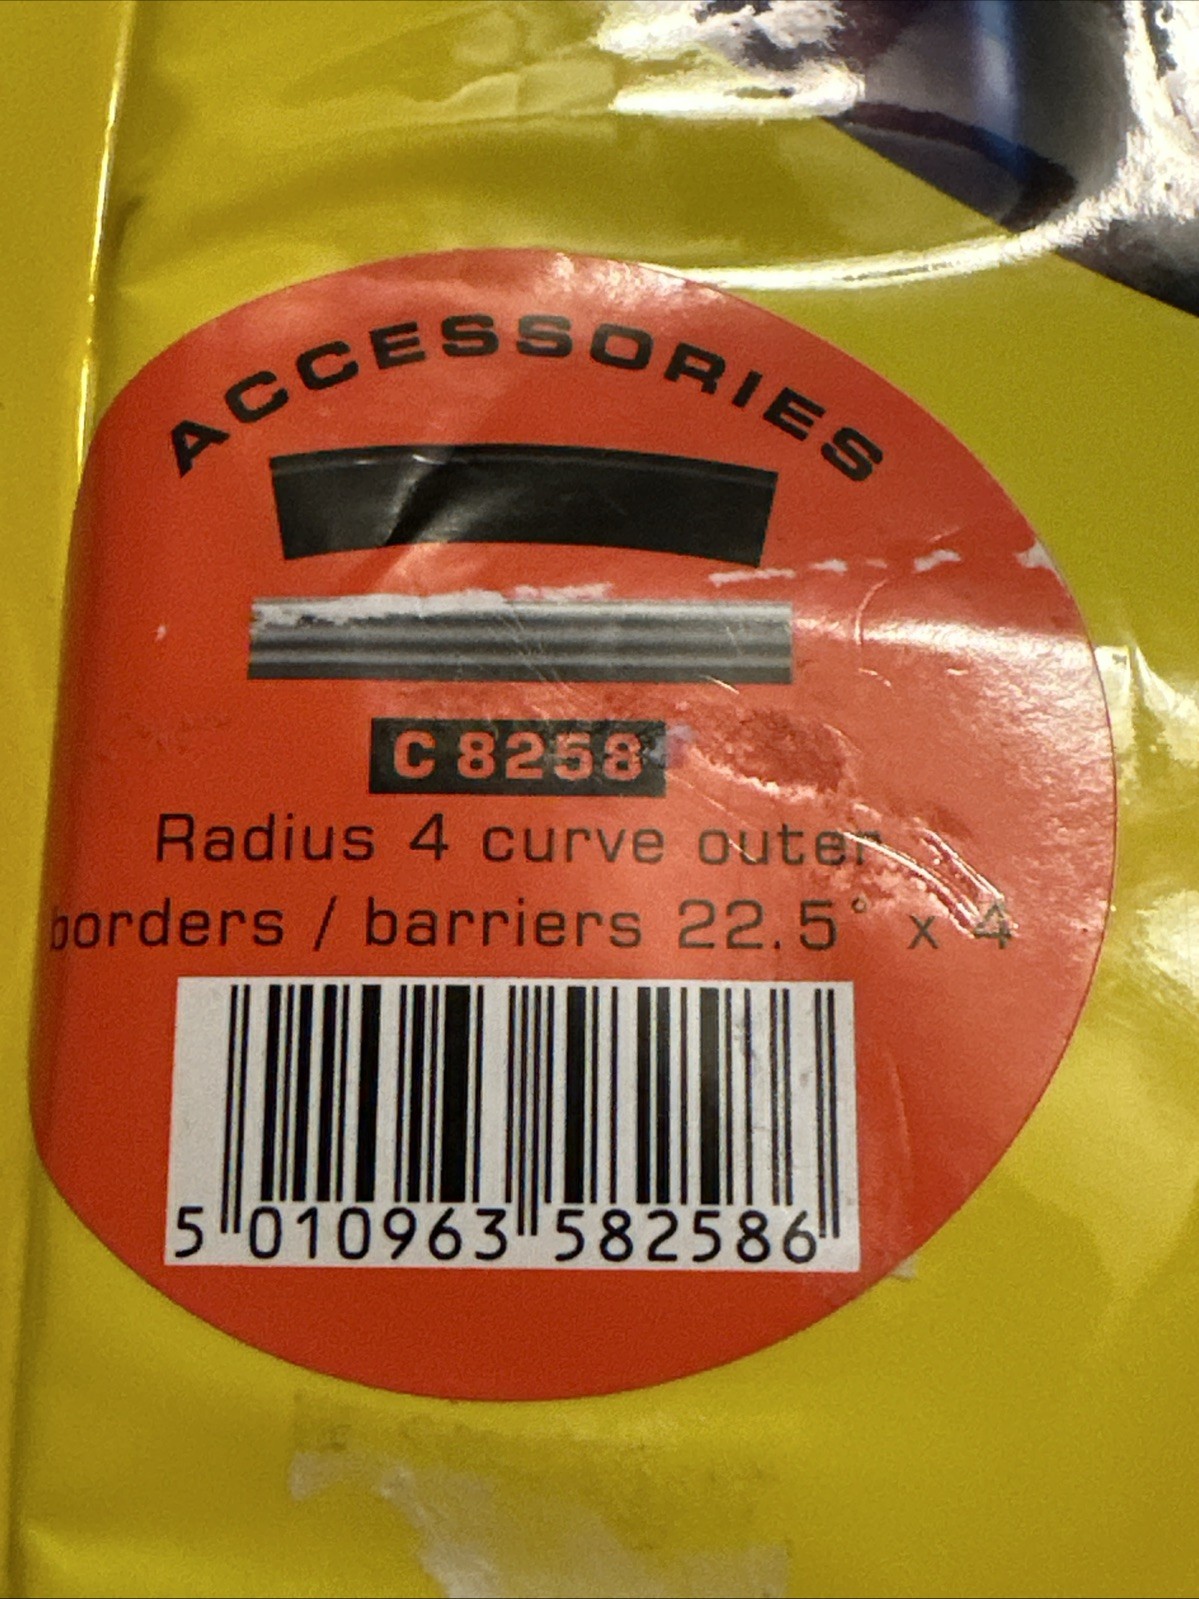 ACCESSORIES
C 8258
Radius 4 curve outer
borders / barriers 22.5° x 4
5 010963 582586